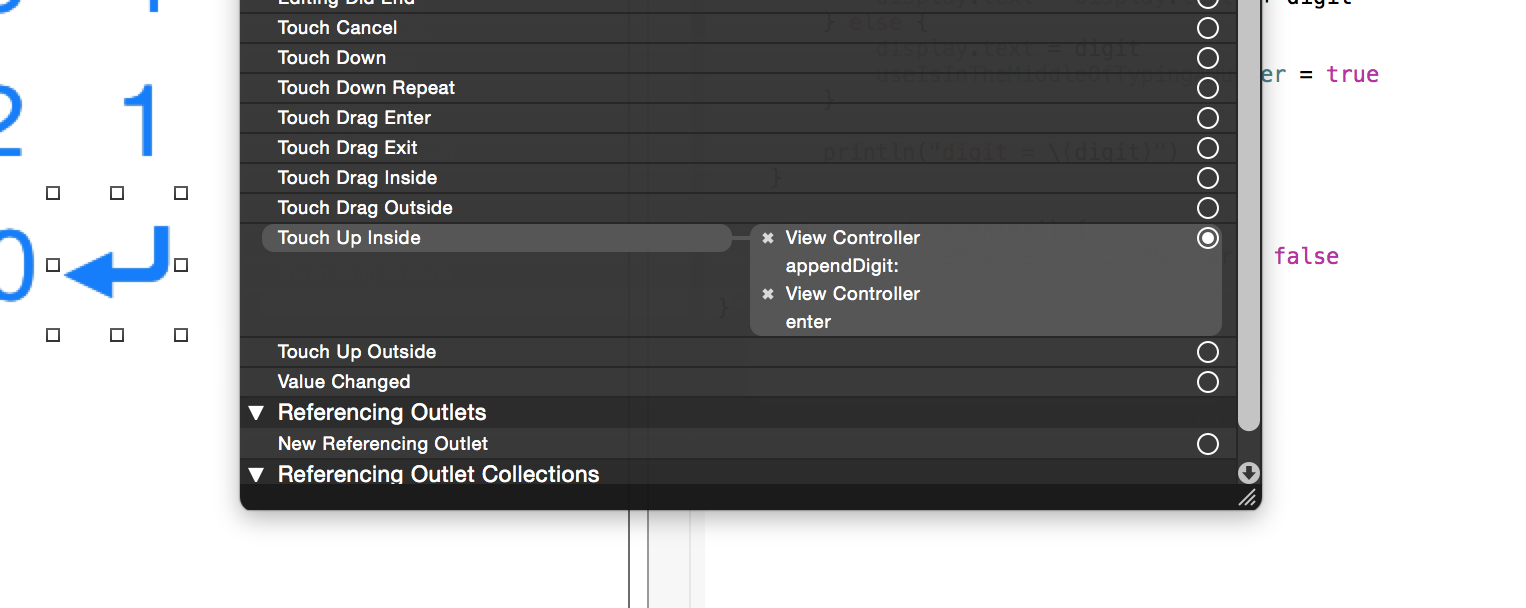 Editing Did End
Touch Cancel
Touch Down
Touch Down Repeat
Touch Drag Enter
Touch Drag Exit
Touch Drag Inside
Touch Drag Outside
Touch Up Inside
View Controller
appendDigit:
View Controller
enter
Touch Up Outside
Value Changed
Referencing Outlets
New Referencing Outlet
Referencing Outlet Collections
2 1
0
digit
} else {
display.text = digit
er = true
}
println("digit = \(digit)")
}
false
}